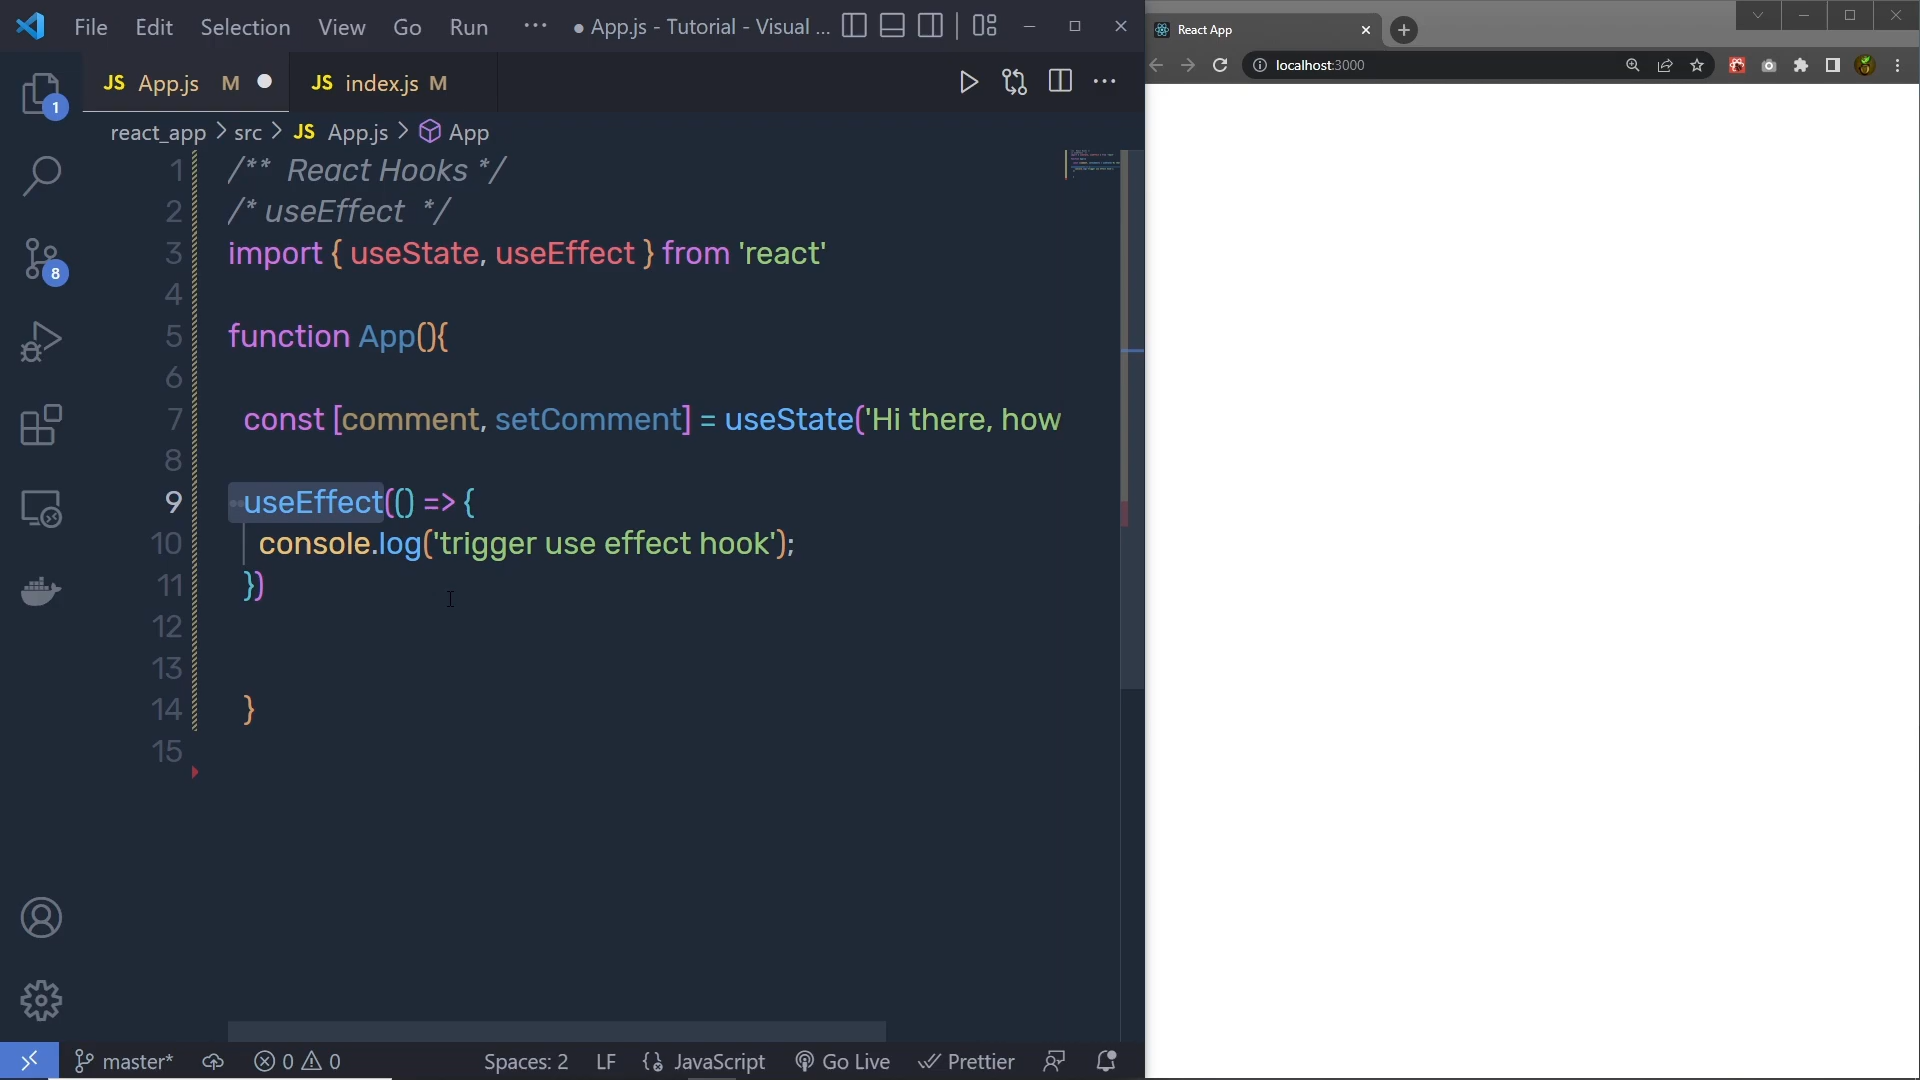 File Edit Selection View Go Run ··· ● App.js - Tutorial - Visual ...
JS App.js M ● JS index.js M
react_app > src > JS App.js > App
1 /** React Hooks */
2 /* useEffect */
3 import { useState, useEffect } from 'react'
4
5 function App(){
6
7 const [comment, setComment] = useState('Hi there, how
8
9 useEffect(() => {
10 console.log('trigger use effect hook');
11 })
12
13
14 }
15
1
8
master* 0 0 Spaces: 2 LF JavaScript Go Live Prettier
React App
localhost:3000